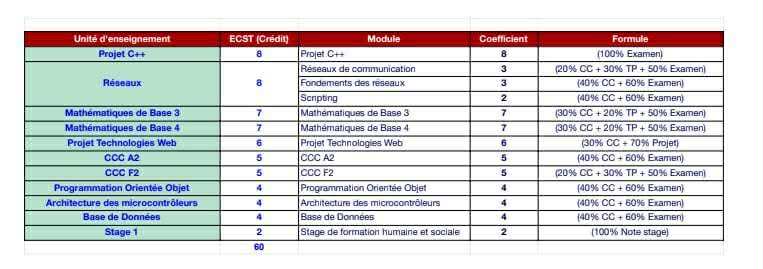 Unité d'enseignement ECST (Crédit) Module Coefficient Formule
Projet C++ 8 Projet C++ 8 (100% Examen)
Réseaux 8 Réseaux de communication 3 (20% CC + 30% TP + 50% Examen)
Fondements des réseaux 3 (40% CC + 60% Examen)
Scripting 2 (40% CC + 60% Examen)
Mathématiques de Base 3 7 Mathématiques de Base 3 7 (30% CC + 20% TP + 50% Examen)
Mathématiques de Base 4 7 Mathématiques de Base 4 7 (30% CC + 20% TP + 50% Examen)
Projet Technologies Web 6 Projet Technologies Web 6 (30% CC + 70% Projet)
CCC A2 5 CCC A2 5 (40% CC + 60% Examen)
CCC F2 5 CCC F2 5 (20% CC + 30% TP + 50% Examen)
Programmation Orientée Objet 4 Programmation Orientée Objet 4 (40% CC + 60% Examen)
Architecture des microcontrôleurs 4 Architecture des microcontrôleurs 4 (40% CC + 60% Examen)
Base de Données 4 Base de Données 4 (40% CC + 60% Examen)
Stage 1 2 Stage de formation humaine et sociale 2 (100% Note stage)
60